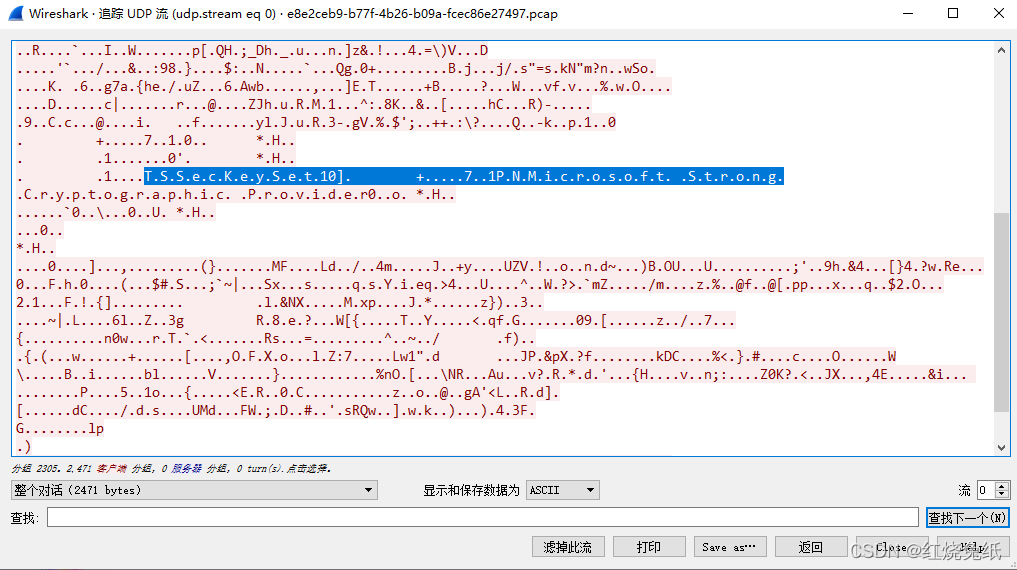 Wireshark · 追踪 UDP 流 (udp.stream eq 0) · e8e2ceb9-b77f-4b26-b09a-fcec86e27497.pcap
..R....`...I..W.......p[.QH.;_Dh._.u...n.]z&.!...4.=\)V...D
.....'`.../...&..:98.}....$:..N.....`...Qg.0+.........B.j...j/.s"=s.kN"m?n..wSo.
....K. ..6..g7a.{he./.uZ...6.Awb......,...]E.T......+B.....?...W...vf.v...%.w.O....
....D......c|.......r...@....ZJh.u.R.M.1...^:.8K..&..[.....hC...R)-.....
.9..C.c...@....i. ..f.......yl.J.u.R.3-.gV.%.$';..++.:\?....Q..-k..p.1..0
. +.....7..1.0.. *.H..
. .1.......0'. *.H..
. .1....T.S.S.e.c.K.e.y.S.e.t.10]. +.....7..1P.N.M.i.c.r.o.s.o.f.t. .S.t.r.o.n.g.
.C.r.y.p.t.o.g.r.a.p.h.i.c. .P.r.o.v.i.d.e.r0..o. *.H..
......`0..\...0..U. *.H..
...0..
*.H..
....0....]...,.........(}.......MF....Ld../..4m.....J..+y....UZV.!..o..n.d~...)B.OU...U..........;'..9h.&4...[}4.?w.Re...
0...F.h.0....(...$#.S...;`~|...Sx...s.....q.s.Y.i.eq.>4...U....^..W.?>.`mZ...../m....z.%..@f..@[.pp...x...q..$2.O...
2.1...F.!.{]......... .l.&NX.....M.xp....J.*......z})..3..
....~|.L....6l..Z..3g R.8.e.?...W[{.....T..Y.....<.qf.G.......09.[......z../..7...
{..........n0w...r.T.`.<.......Rs...=.........^..~../ .f)..
.{.(...w......+......[....,O.F.X.o...l.Z:7.....Lw1".d ...JP.&pX.?f........kDC....%<.}.#....c....O......W
\.....B..i.....bl......V.......}............%nO.[...\NR...Au...v?.R.*.d.'...{H....v..n;:....Z0K?.<..JX...,4E.....&i...
........P....5..1o...{.....<E.R..0.C...........z..o..@..gA'<L..R.d].
[......dC..../.d.s....UMd...FW.;.D..#..'.sRQw..].w.k..)...).4.3F.
G........lp
.)
分组 2305。2,471 客户端 分组，0 服务器 分组，0 turn(s).点击选择。
整个对话 (2471 bytes)
显示和保存数据为
ASCII
流
0
查找:
查找下一个(N)
滤掉此流
打印
Save as…
返回
Close
Help
CSDN @红烧兔纸